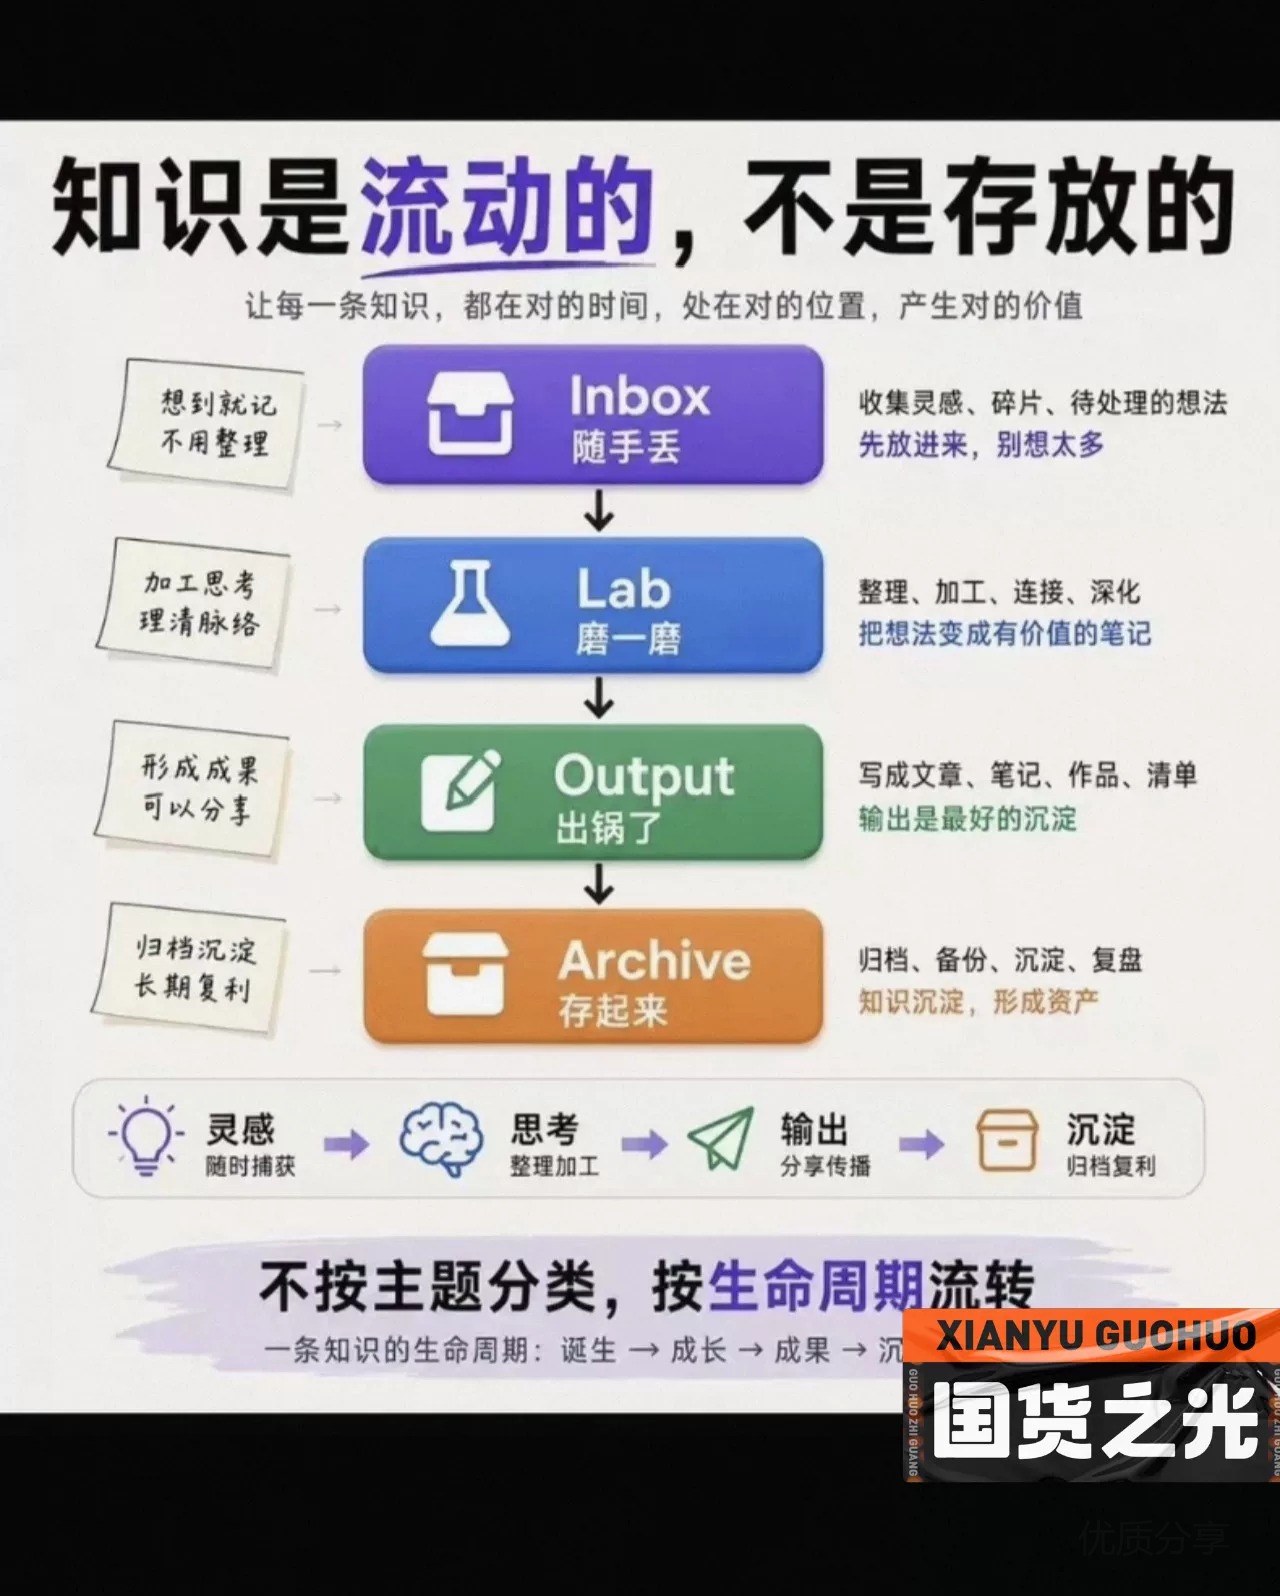 知识是流动的，不是存放的
让每一条知识，都在对的时间，处在对的位置，产生对的价值
想到就记
不用整理
Inbox
随手丢
收集灵感、碎片、待处理的想法
先放进来，别想太多
加工思考
理清脉络
Lab
磨一磨
整理、加工、连接、深化
把想法变成有价值的笔记
形成成果
可以分享
Output
出锅了
写成文章、笔记、作品、清单
输出是最好的沉淀
归档沉淀
长期复利
Archive
存起来
归档、备份、沉淀、复盘
知识沉淀，形成资产
灵感
随时捕获
思考
整理加工
输出
分享传播
沉淀
归档复利
不按主题分类，按生命周期流转
一条知识的生命周期：诞生 → 成长 → 成果 → 沉
XIANYU GUOHUO
GUO HUO ZHI GUANG
国货之光
优质分享